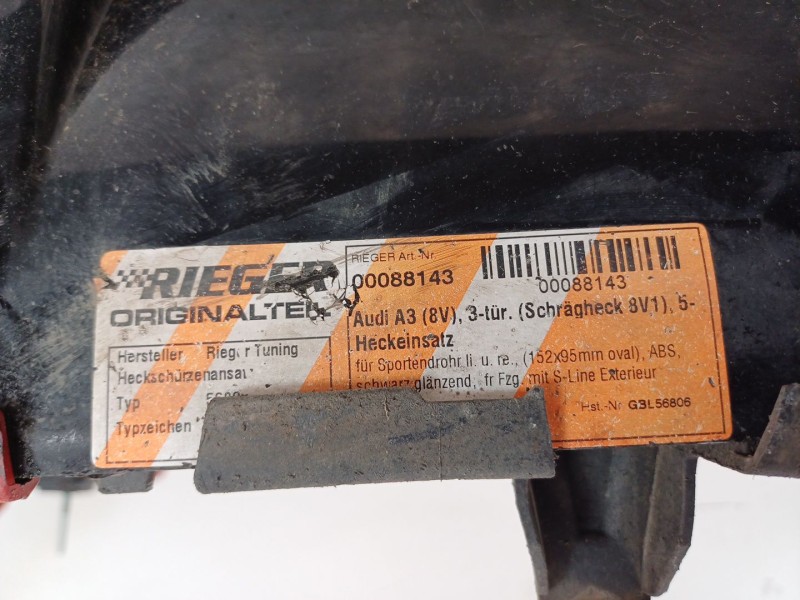 RIEGER
ORIGINALTEIL
Hersteller Rieger Tuning
Heckschürzenansatz
Typ
Typzeichen
RIEGER Art.-Nr.
00088143
00088143
Audi A3 (8V), 3-tür. (Schrägheck 8V1), 5-
Heckeinsatz
für Sportendrohr li. u. re., (152x95mm oval), ABS,
schwarz glänzend, fr Fzg. mit S-Line Exterieur
Hst.-Nr G3L56806